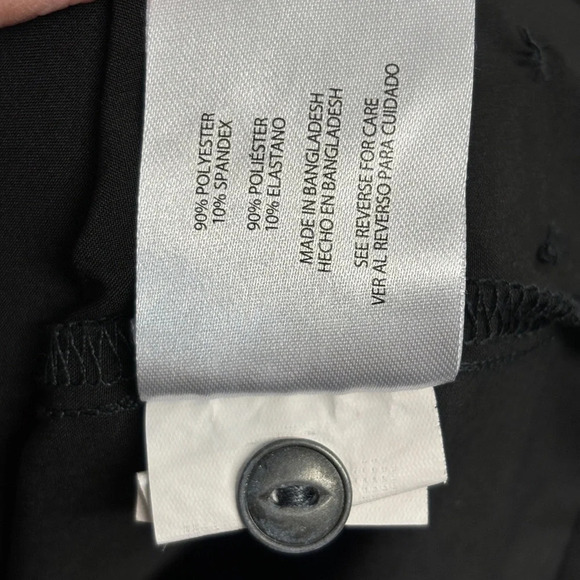 90% POLYESTER
10% SPANDEX
90% POLIÉSTER
10% ELASTANO
MADE IN BANGLADESH
HECHO EN BANGLADESH
SEE REVERSE FOR CARE
VER AL REVERSO PARA CUIDADO